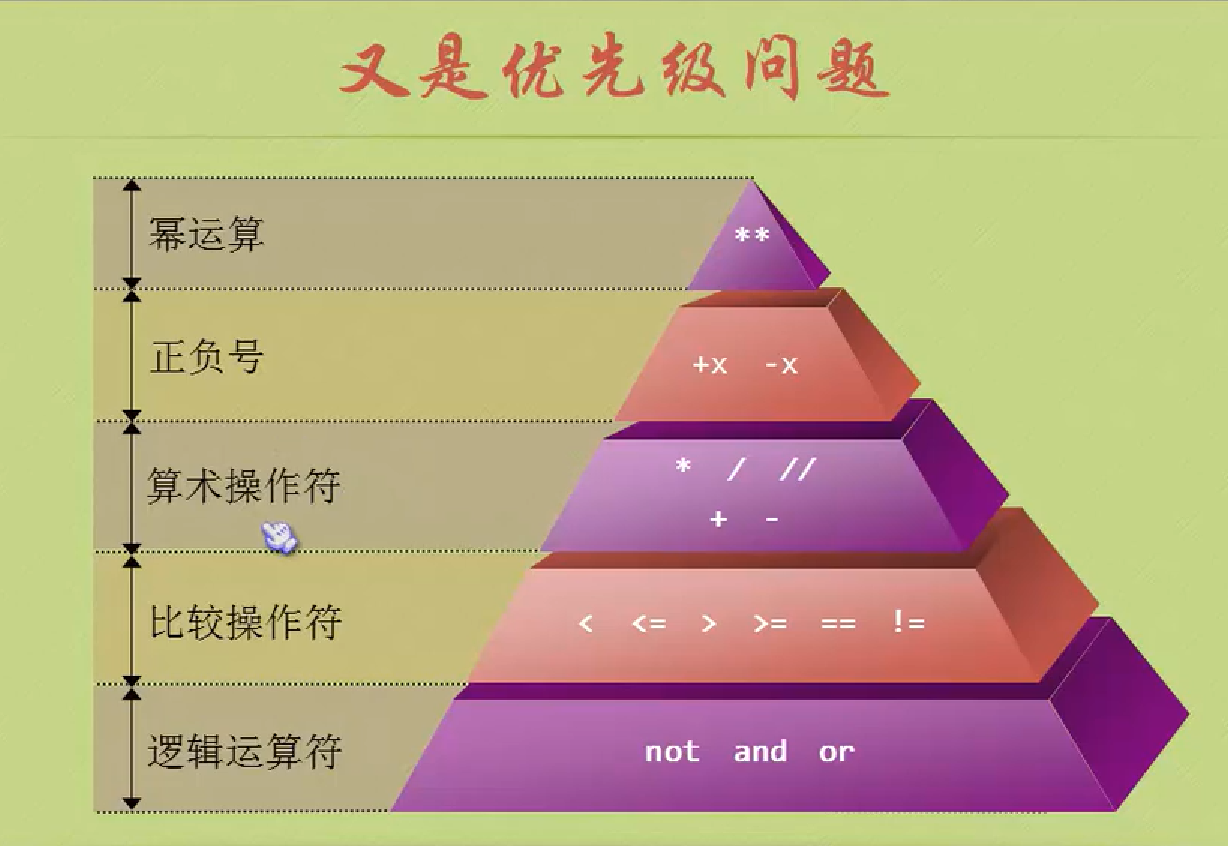 又是优先级问题
幂运算
**
正负号
+x -x
算术操作符
* / //
+ -
比较操作符
< <= > >= == !=
逻辑运算符
not and or